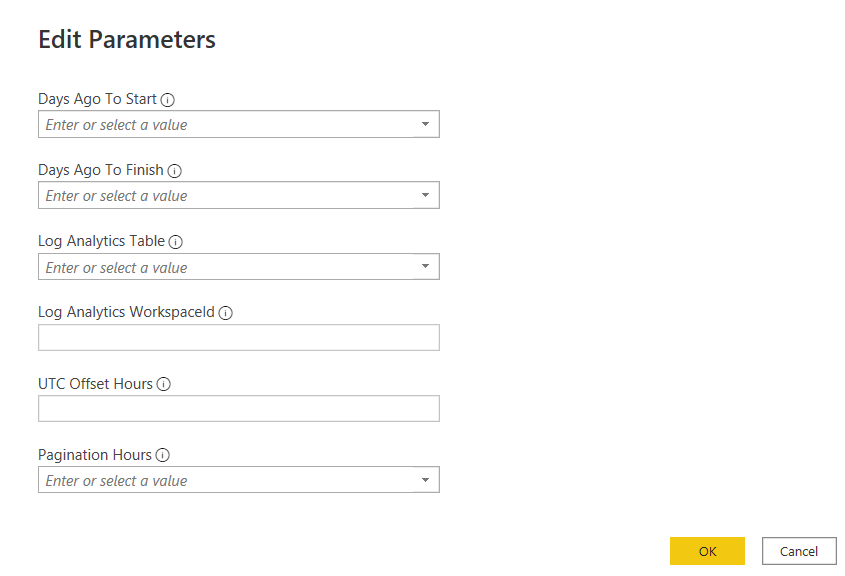 Edit Parameters
Days Ago To Start
Enter or select a value
Days Ago To Finish
Enter or select a value
Log Analytics Table
Enter or select a value
Log Analytics WorkspaceId
UTC Offset Hours
Pagination Hours
Enter or select a value
OK Cancel